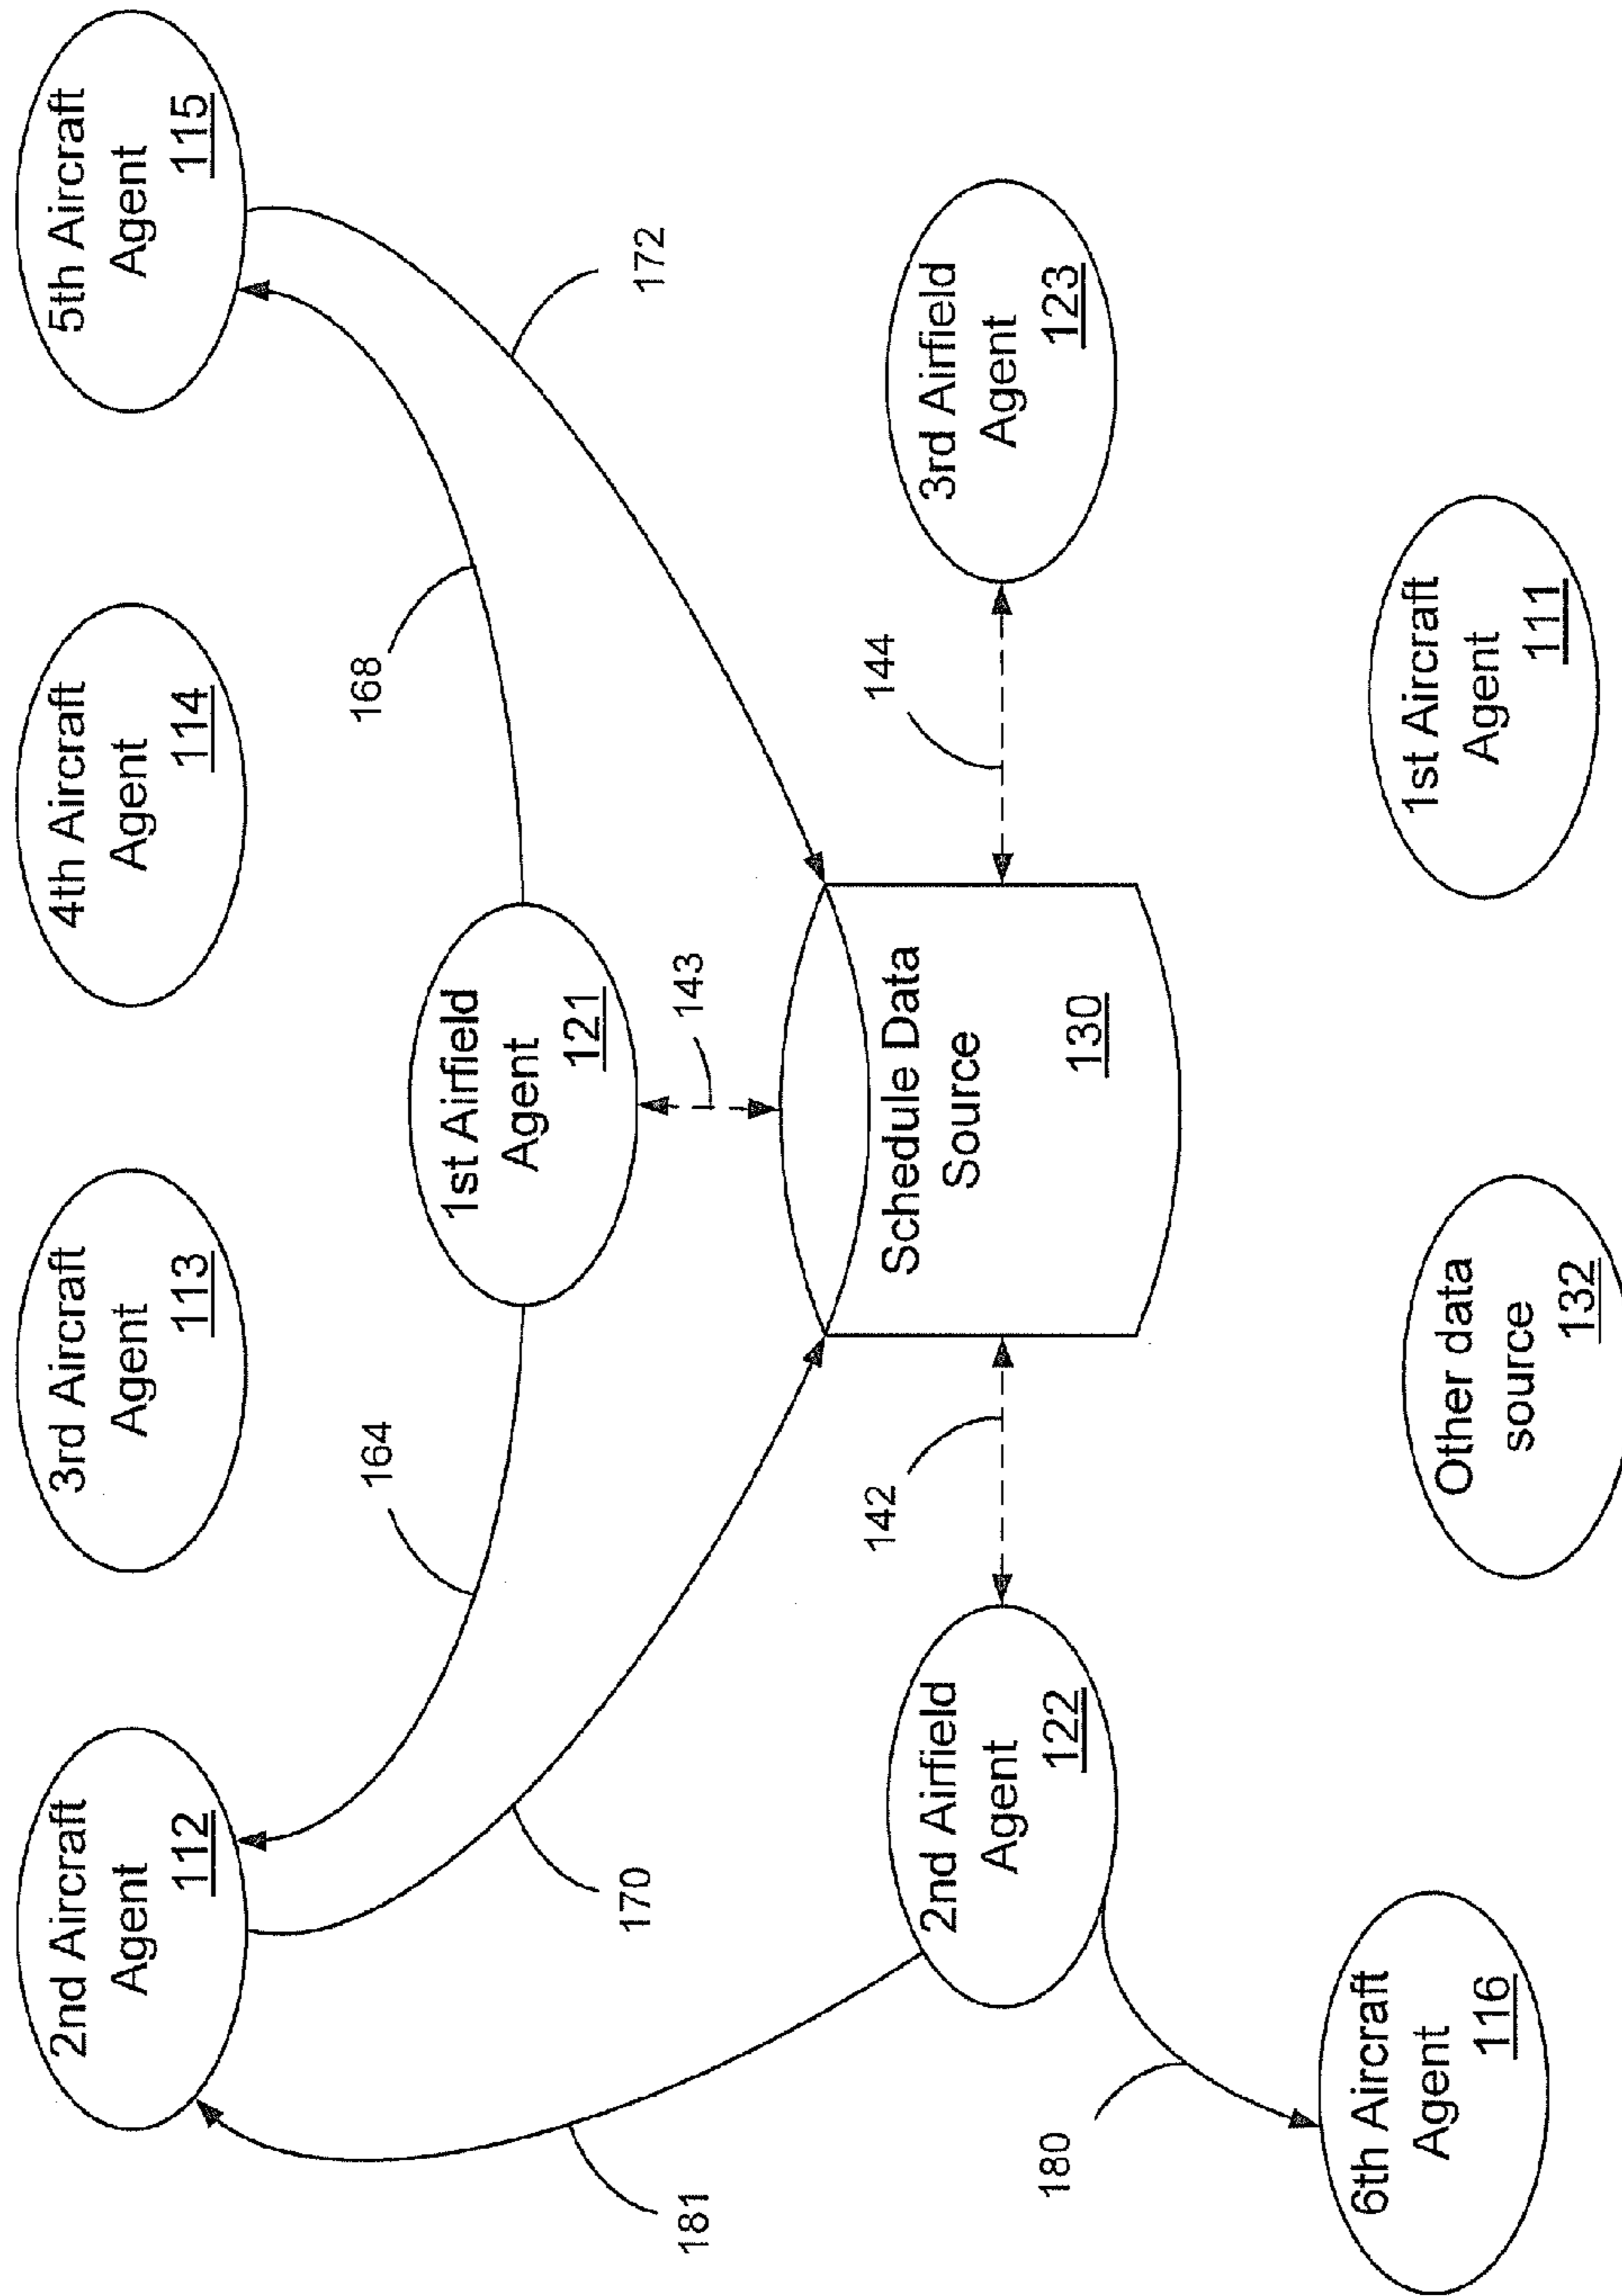 2nd Aircraft
Agent
112
3rd Aircraft
Agent
113
4th Aircraft
Agent
114
5th Aircraft
Agent
115
164
168
1st Airfield
Agent
121
143
181
170
172
2nd Airfield
Agent
122
142
Schedule Data
Source
130
144
3rd Airfield
Agent
123
180
6th Aircraft
Agent
116
Other data
source
132
1st Aircraft
Agent
111